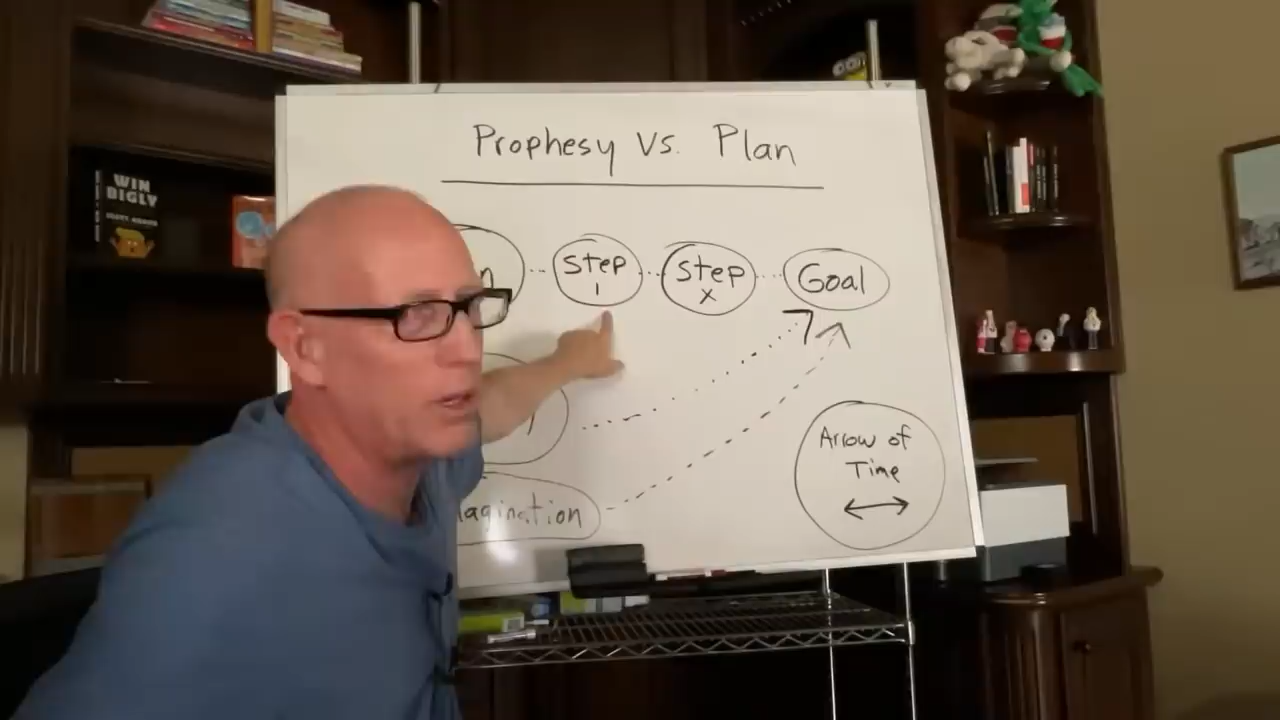 Prophesy Vs. Plan
WIN
BIGLY
Step
1
Step
x
Goal
Arrow of
Time